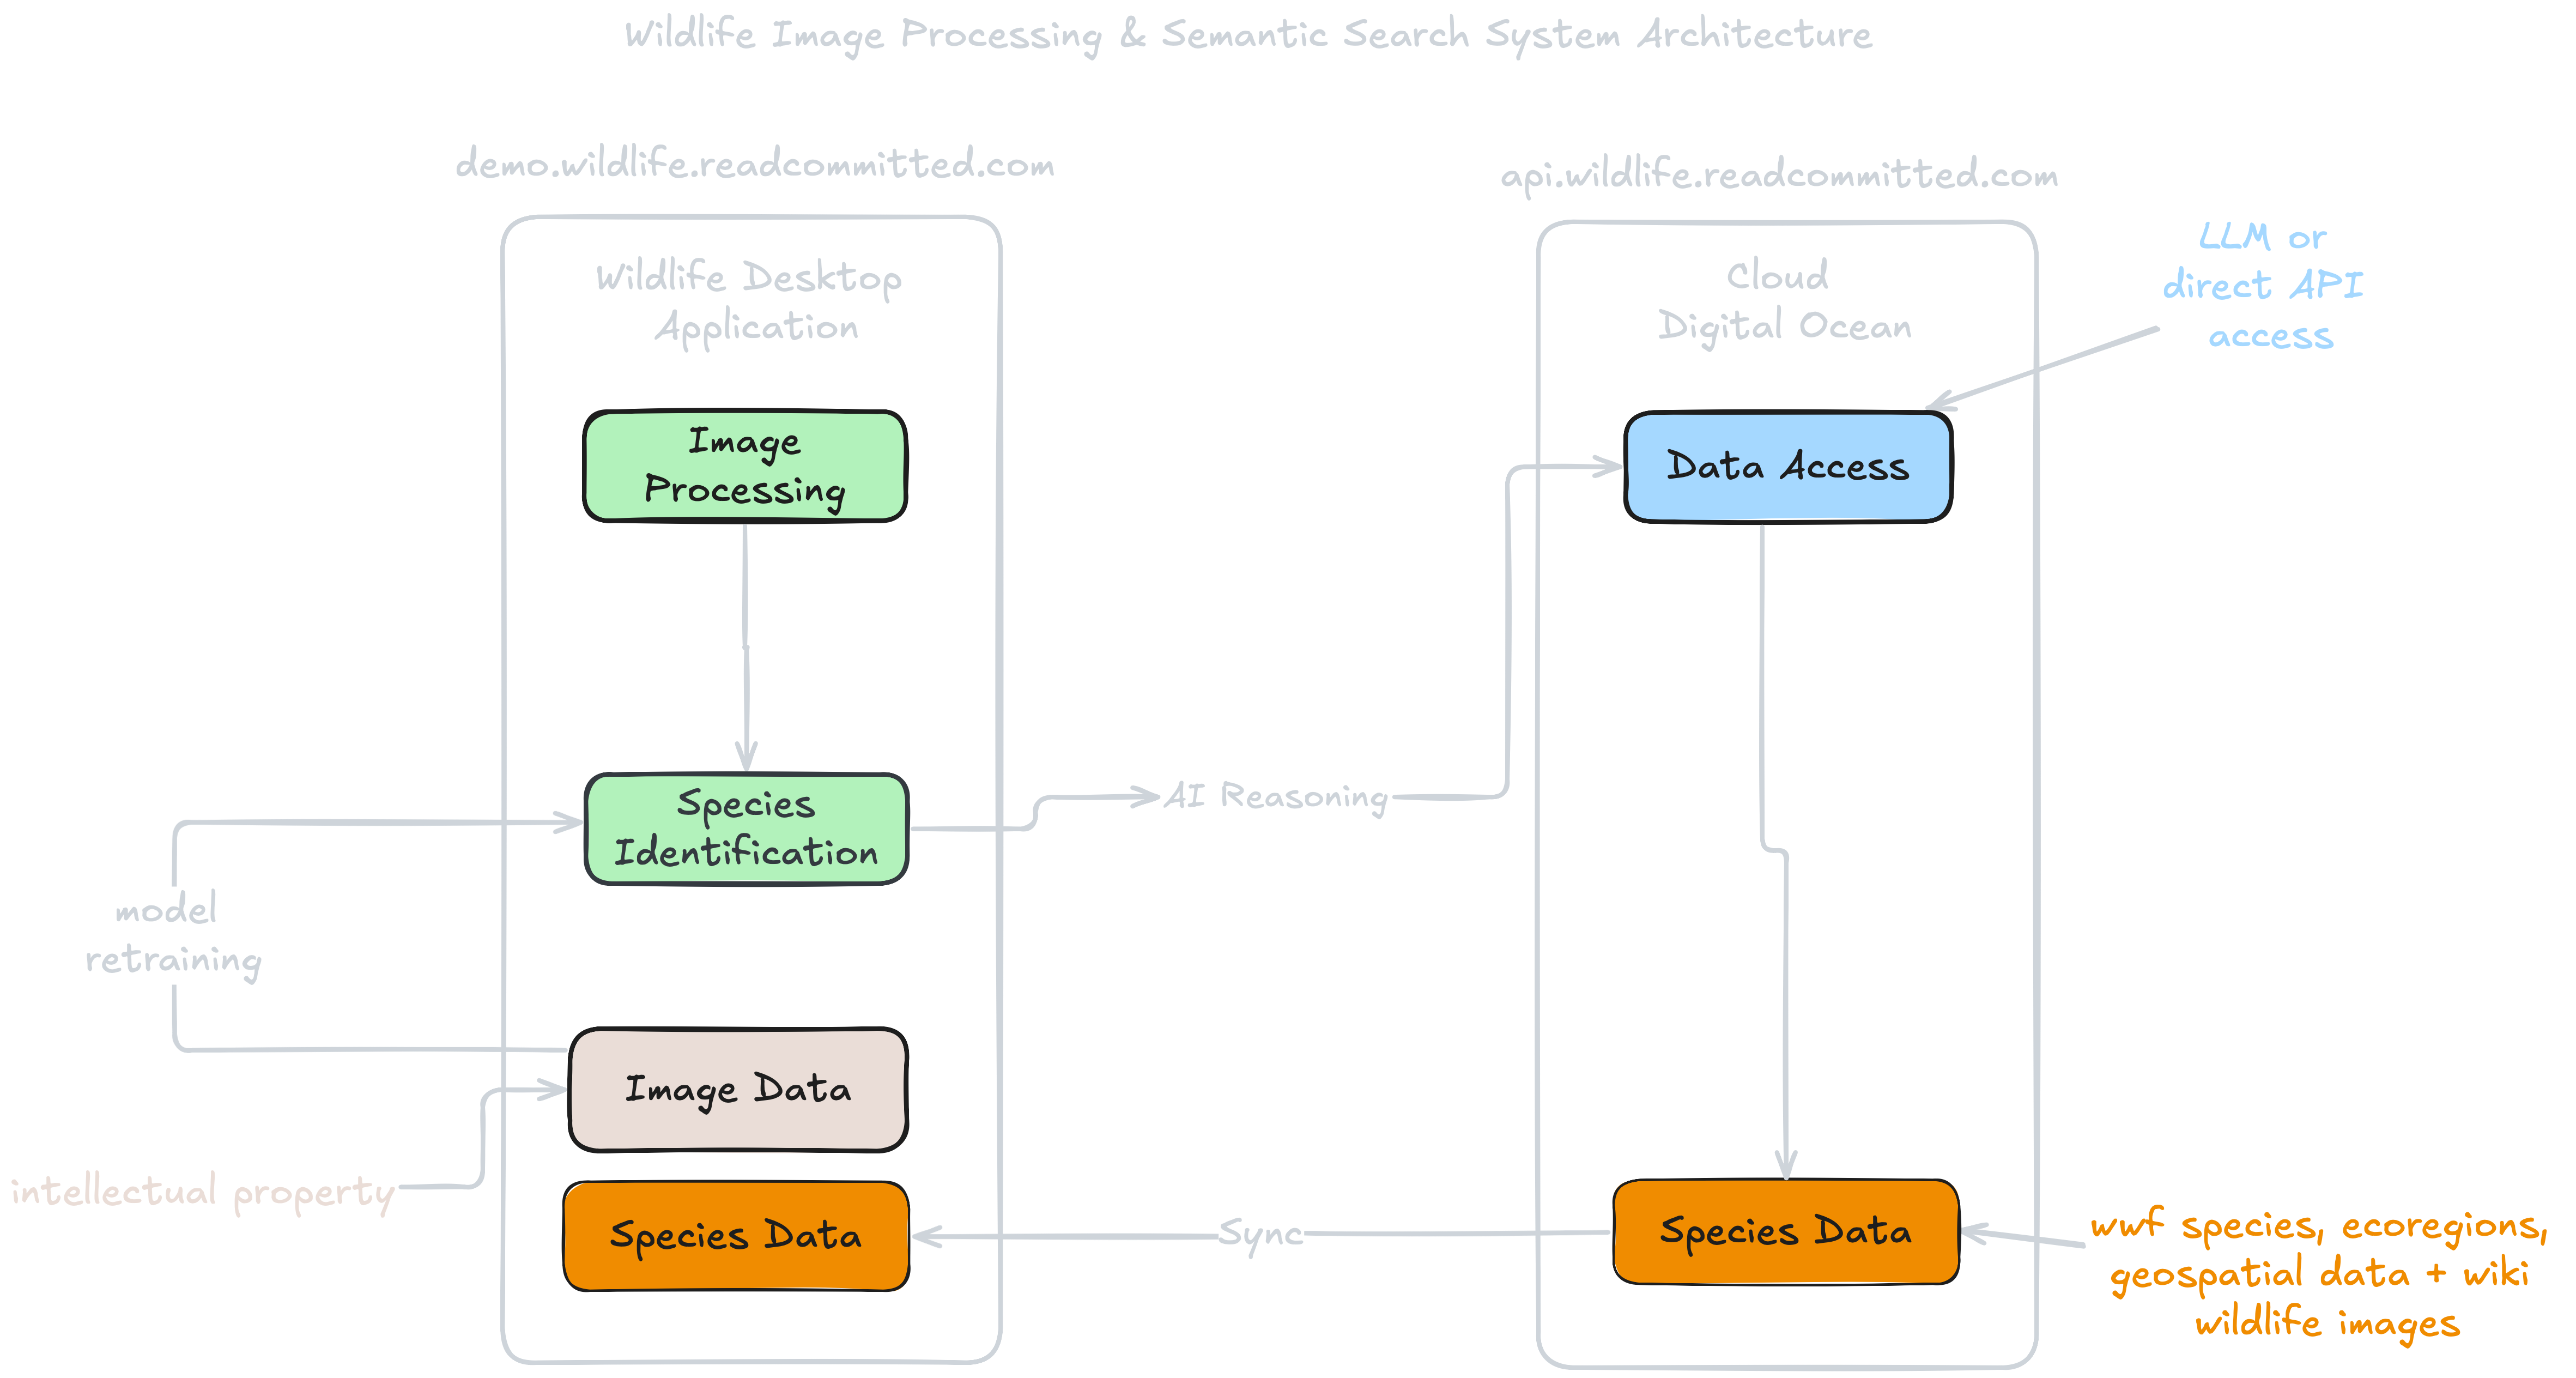 Wildlife Image Processing & Semantic Search System Architecture
demo.wildlife.readcommitted.com
Wildlife Desktop
Application
Image
Processing
Species
Identification
model
retraining
Image Data
intellectual property
Species Data
AI Reasoning
Sync
api.wildlife.readcommitted.com
Cloud
Digital Ocean
LLM or
direct API
access
Data Access
Species Data
wwf species, ecoregions,
geospatial data + wiki
wildlife images